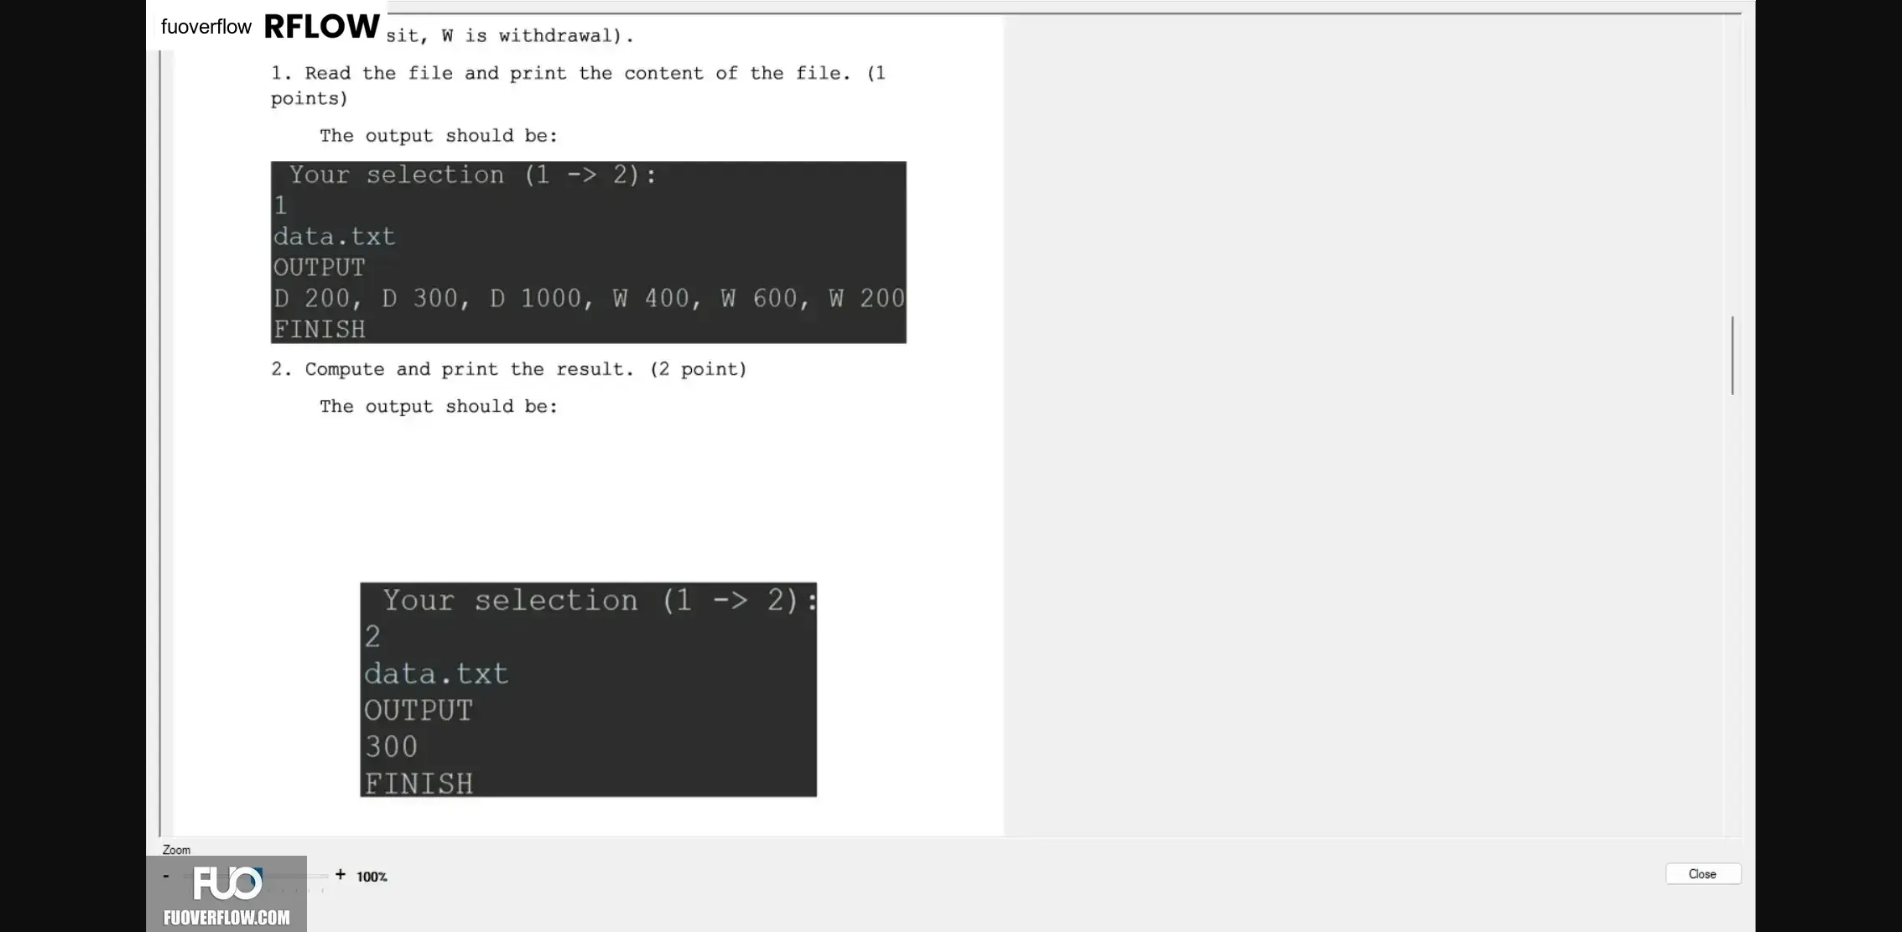 fuoverflow RFLOW
sit, W is withdrawal).
1. Read the file and print the content of the file. (1
points)
The output should be:
Your selection (1 -> 2):
1
data.txt
OUTPUT
D 200, D 300, D 1000, W 400, W 600, W 200
FINISH
2. Compute and print the result. (2 point)
The output should be:
Your selection (1 -> 2):
2
data.txt
OUTPUT
300
FINISH
Zoom
- + 100%
Close
FUO
FUOVERFLOW.COM